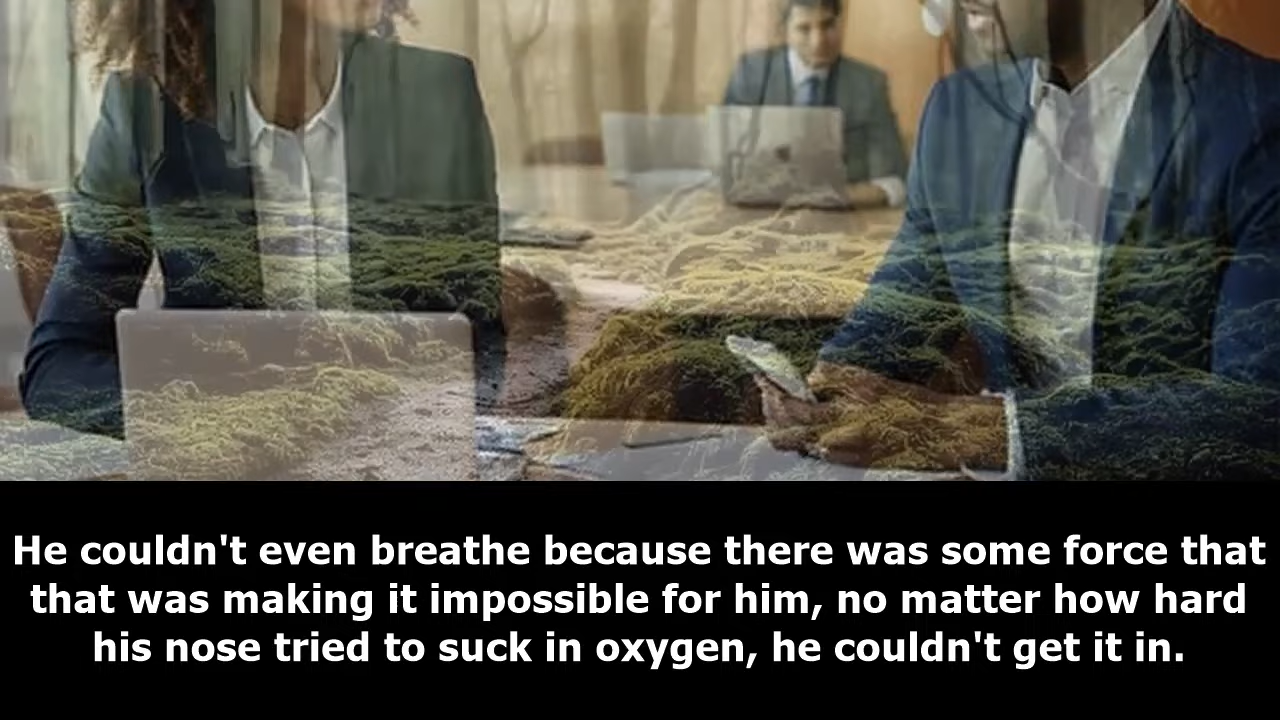 He couldn't even breathe because there was some force that
that was making it impossible for him, no matter how hard
his nose tried to suck in oxygen, he couldn't get it in.